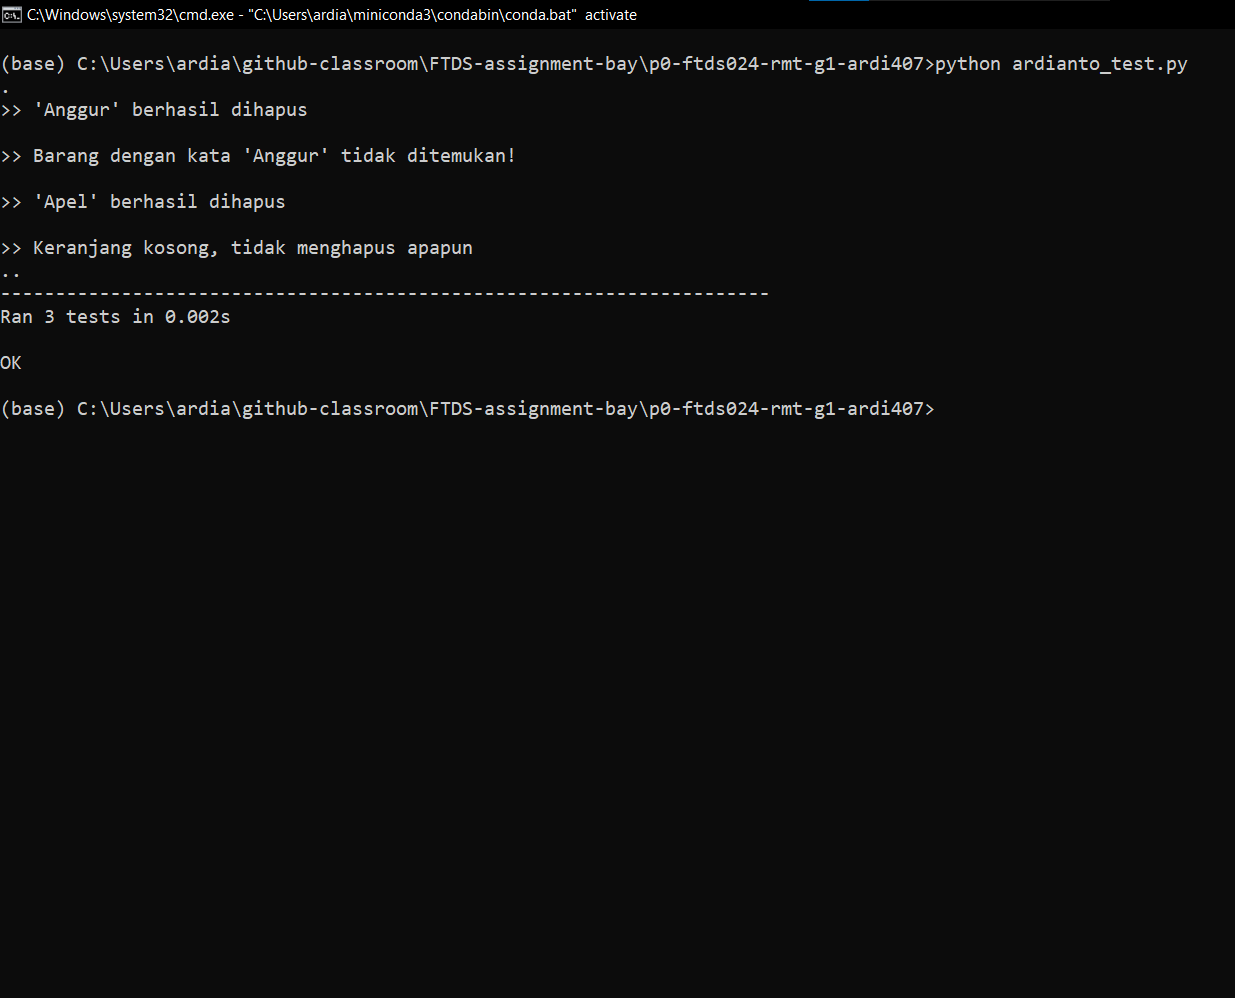 C:\Windows\system32\cmd.exe - "C:\Users\ardia\miniconda3\condabin\conda.bat"  activate
(base) C:\Users\ardia\github-classroom\FTDS-assignment-bay\p0-ftds024-rmt-g1-ardi407>python ardianto_test.py
.
>> 'Anggur' berhasil dihapus
>> Barang dengan kata 'Anggur' tidak ditemukan!
>> 'Apel' berhasil dihapus
>> Keranjang kosong, tidak menghapus apapun
..
----------------------------------------------------------------------
Ran 3 tests in 0.002s
OK
(base) C:\Users\ardia\github-classroom\FTDS-assignment-bay\p0-ftds024-rmt-g1-ardi407>